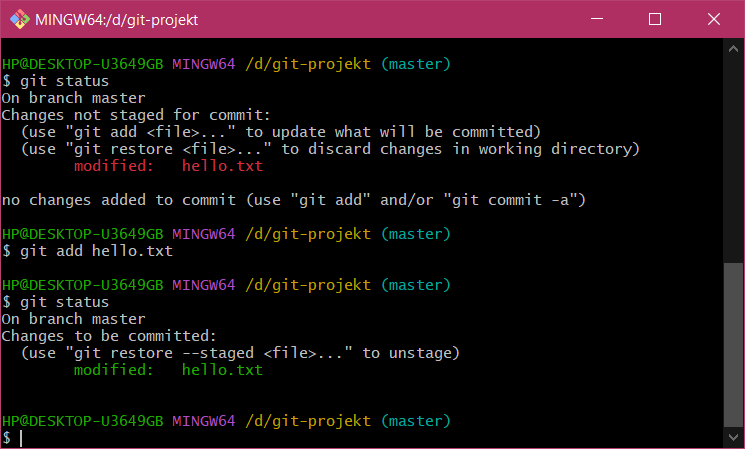 MINGW64:/d/git-projekt
HP@DESKTOP-U3649GB MINGW64 /d/git-projekt (master)
$ git status
On branch master
Changes not staged for commit:
  (use "git add <file>..." to update what will be committed)
  (use "git restore <file>..." to discard changes in working directory)
        modified:   hello.txt
no changes added to commit (use "git add" and/or "git commit -a")
HP@DESKTOP-U3649GB MINGW64 /d/git-projekt (master)
$ git add hello.txt
HP@DESKTOP-U3649GB MINGW64 /d/git-projekt (master)
$ git status
On branch master
Changes to be committed:
  (use "git restore --staged <file>..." to unstage)
        modified:   hello.txt
HP@DESKTOP-U3649GB MINGW64 /d/git-projekt (master)
$